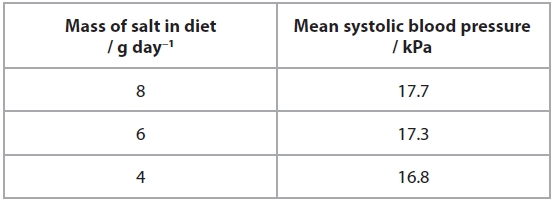 Mass of salt in diet Mean systolic blood pressure
/ g day⁻¹ / kPa
8 17.7
6 17.3
4 16.8